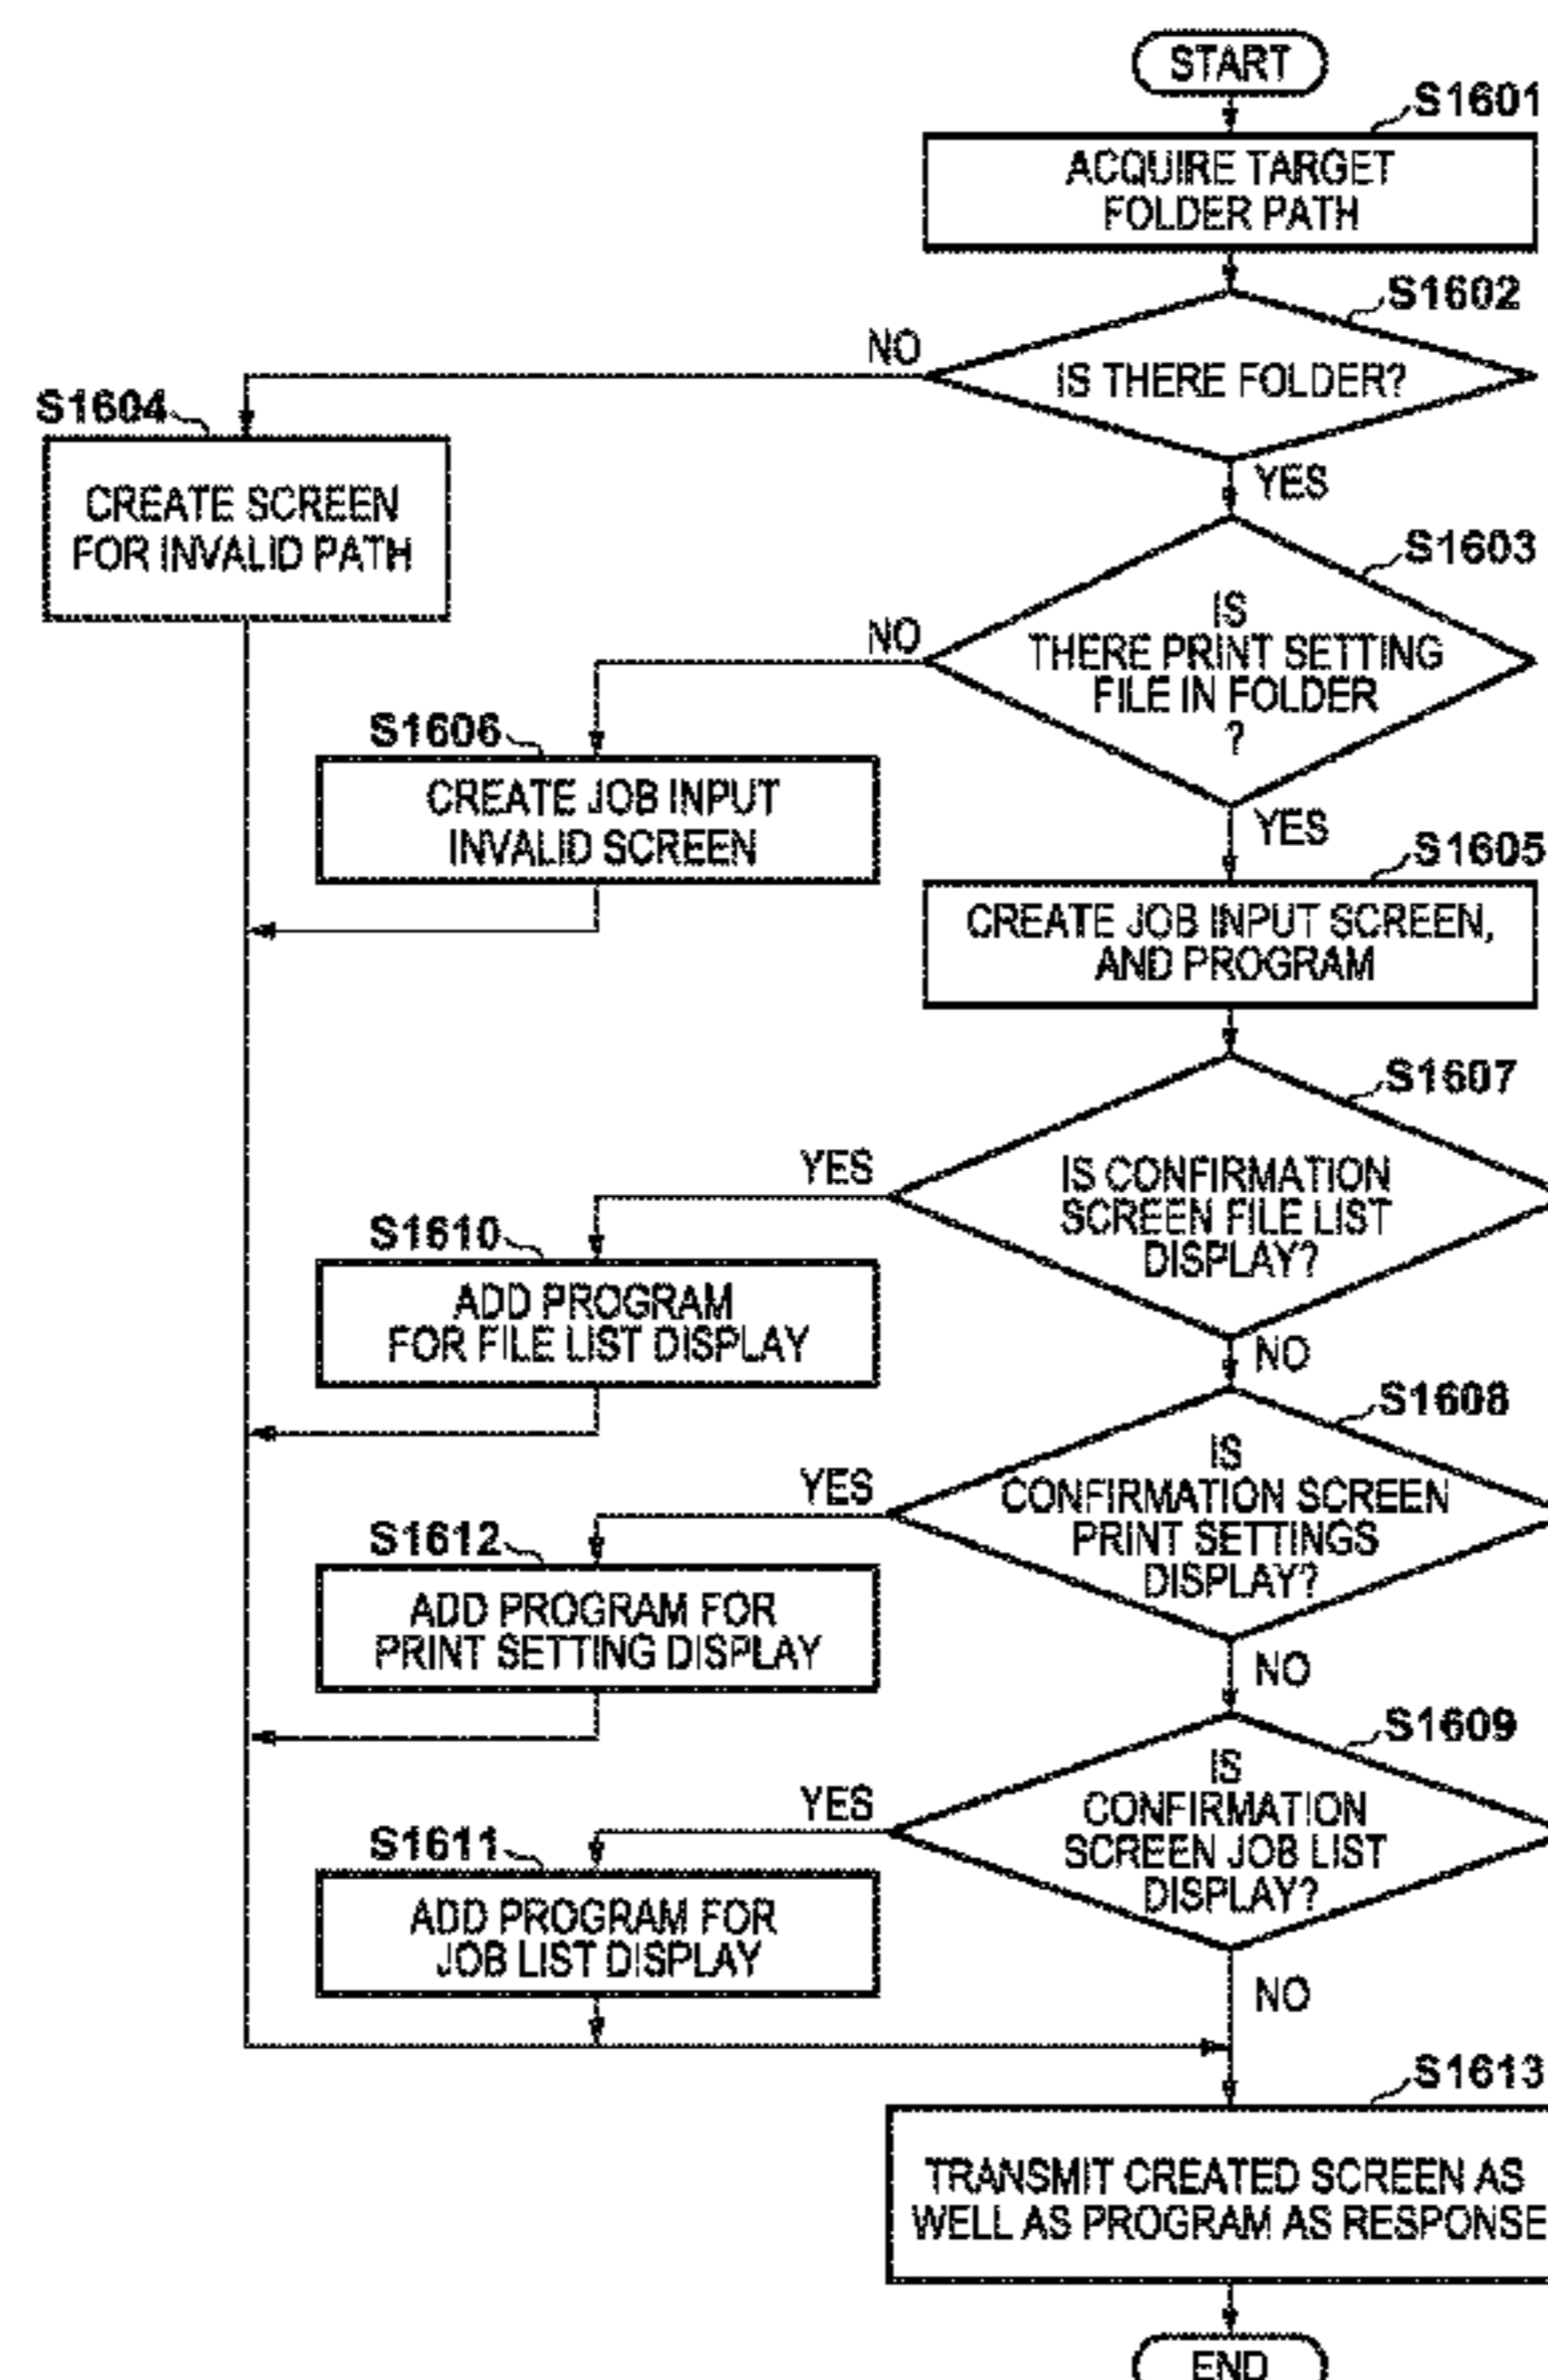 START
S1601
ACQUIRE TARGET
FOLDER PATH
S1602
IS THERE FOLDER?
NO
YES
S1604
CREATE SCREEN
FOR INVALID PATH
S1603
IS
THERE PRINT SETTING
FILE IN FOLDER
?
NO
YES
S1606
CREATE JOB INPUT
INVALID SCREEN
S1605
CREATE JOB INPUT SCREEN,
AND PROGRAM
S1607
IS CONFIRMATION
SCREEN FILE LIST
DISPLAY?
YES
NO
S1610
ADD PROGRAM
FOR FILE LIST DISPLAY
S1608
IS
CONFIRMATION SCREEN
PRINT SETTINGS
DISPLAY?
YES
NO
S1612
ADD PROGRAM FOR
PRINT SETTING DISPLAY
S1609
IS
CONFIRMATION
SCREEN JOB LIST
DISPLAY?
YES
NO
S1611
ADD PROGRAM FOR
JOB LIST DISPLAY
S1613
TRANSMIT CREATED SCREEN AS
WELL AS PROGRAM AS RESPONSE
END